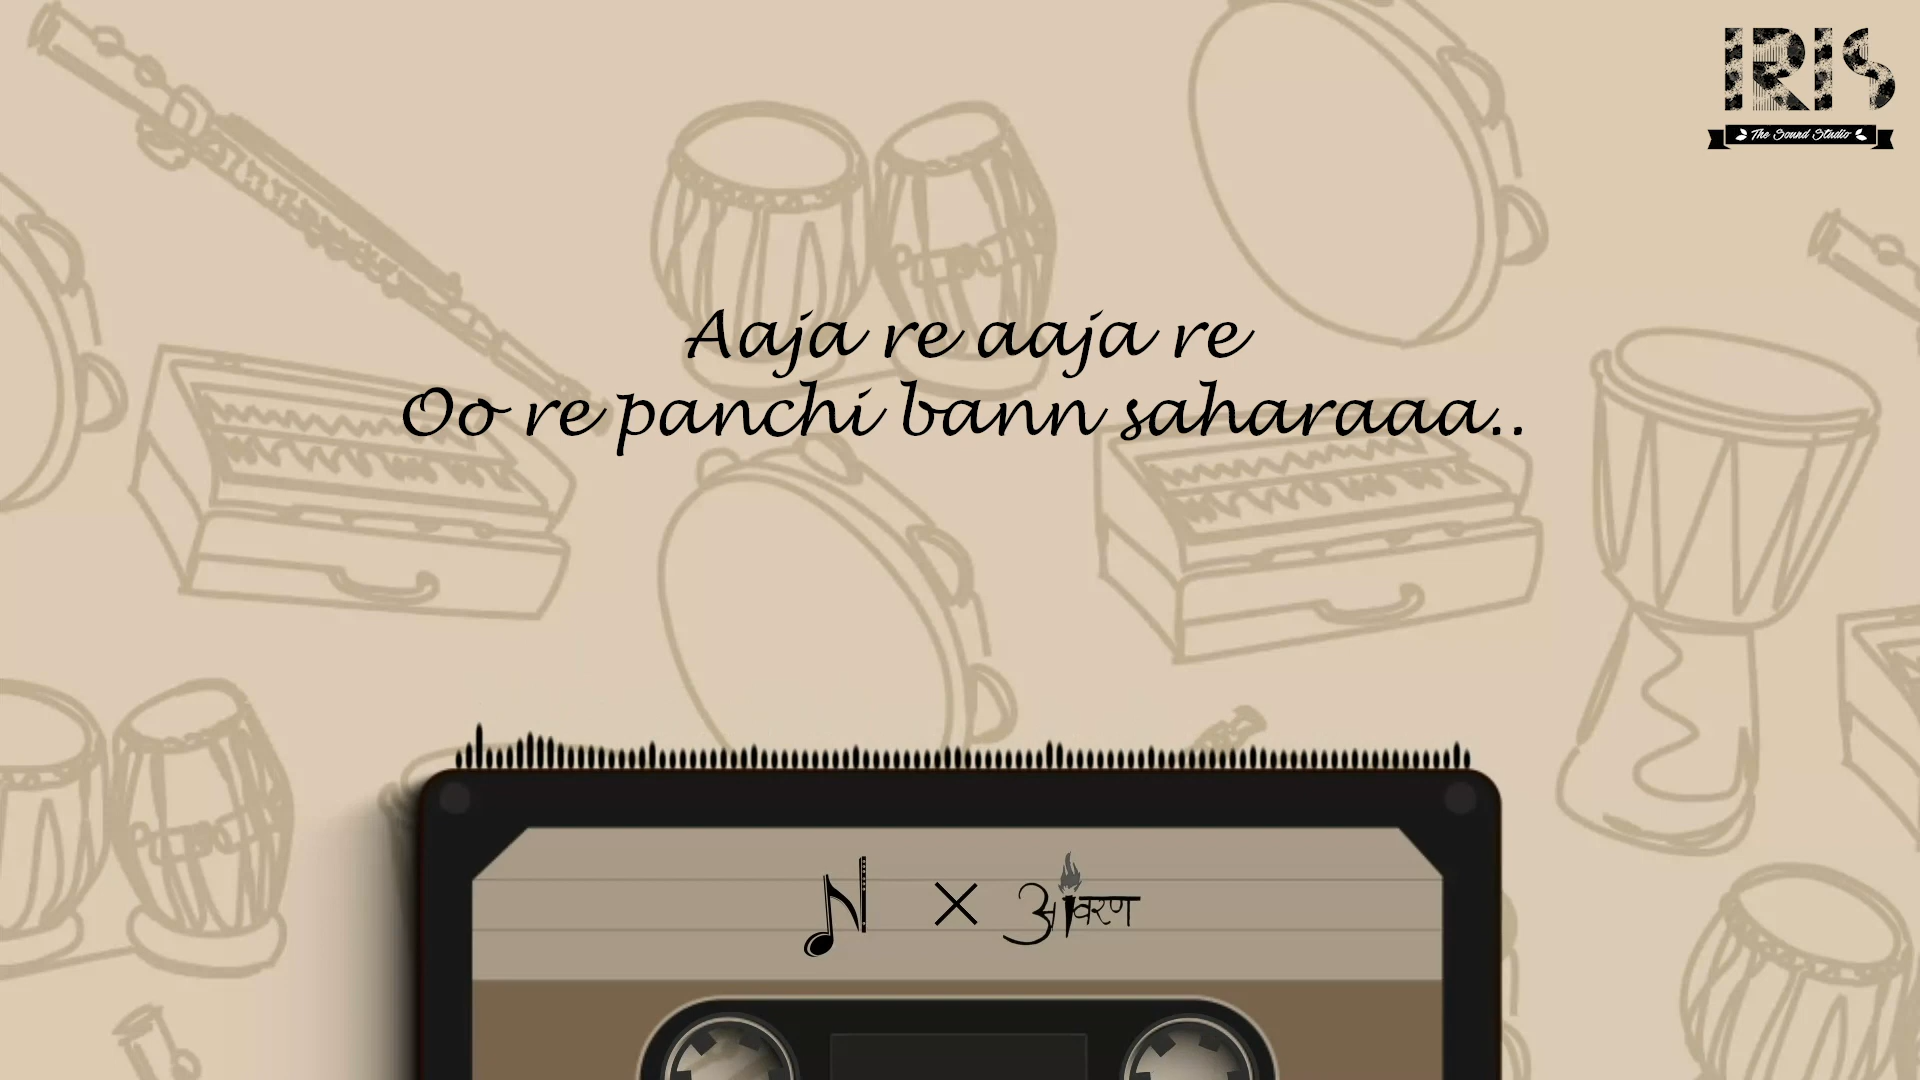 IRIS
The Sound Studio
Aaja re aaja re
Oo re panchi bann saharaaa..
N × आवरण